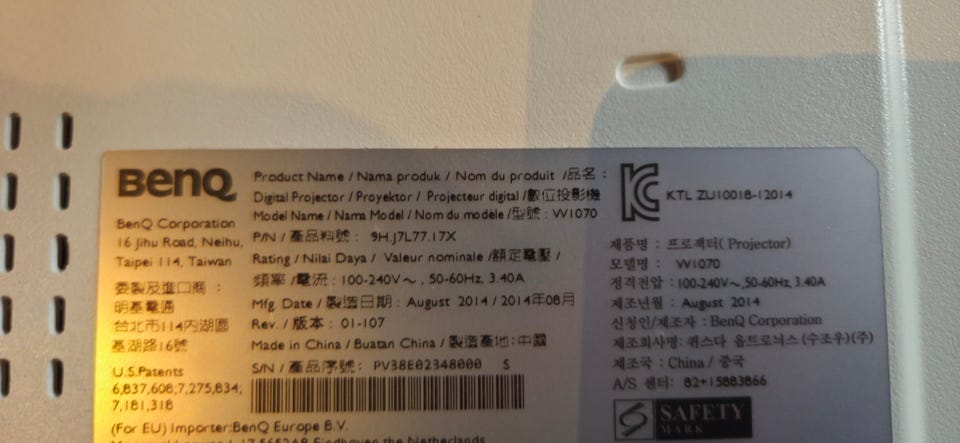 BenQ
BenQ Corporation
16 Jihu Road, Neihu,
Taipei 114, Taiwan
委製及進口商：
明基電通
台北市114內湖區
基湖路16號
U.S.Patents
6,837,608;7,275,834;
7,181,318
(For EU) Importer:BenQ Europe B.V.
Product Name / Nama produk / Nom du produit /品名：
Digital Projector / Proyektor / Projecteur digital /數位投影機
Model Name / Nama Model / Nom du modèle /型號：W1070
P/N / 產品料號： 9H.J7L77.17X
Rating / Nilai Daya / Valeur nominale /額定電壓 /
頻率 /電流：100-240V～, 50-60Hz, 3.40A
Mfg. Date / 製造日期：August 2014 / 2014年08月
Rev. / 版本：01-107
Made in China / Buatan China / 製造產地:中國
S/N / 產品序號： PV38E02348000 S
KTL ZU10018-12014
제품명 : 프로젝터( Projector)
모델명 : W1070
정격전압 : 100-240V～, 50-60Hz, 3.40A
제조년월 : August 2014
신청인/제조자 : BenQ Corporation
제조회사명: 퀴스다 옵트로닉스 (수조우)(주)
제조국 : China / 중국
A/S 센터: 82+15883866
SAFETY
MARK